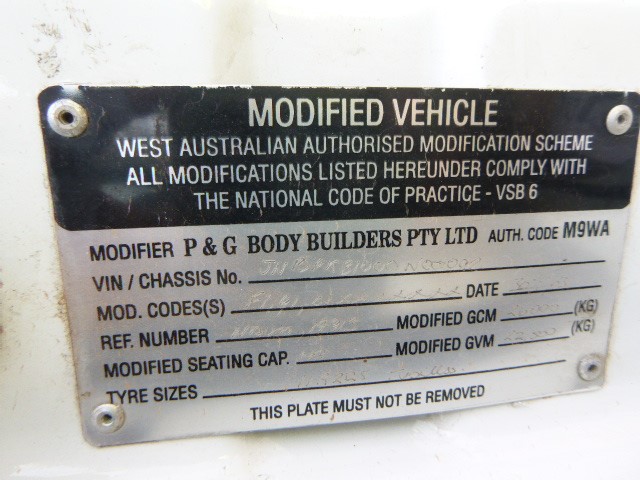 MODIFIED VEHICLE
WEST AUSTRALIAN AUTHORISED MODIFICATION SCHEME
ALL MODIFICATIONS LISTED HEREUNDER COMPLY WITH
THE NATIONAL CODE OF PRACTICE - VSB 6
MODIFIER P & G BODY BUILDERS PTY LTD AUTH. CODE M9WA
VIN / CHASSIS No.
MOD. CODES(S) DATE
REF. NUMBER MODIFIED GCM (KG)
MODIFIED SEATING CAP. MODIFIED GVM (KG)
TYRE SIZES
THIS PLATE MUST NOT BE REMOVED